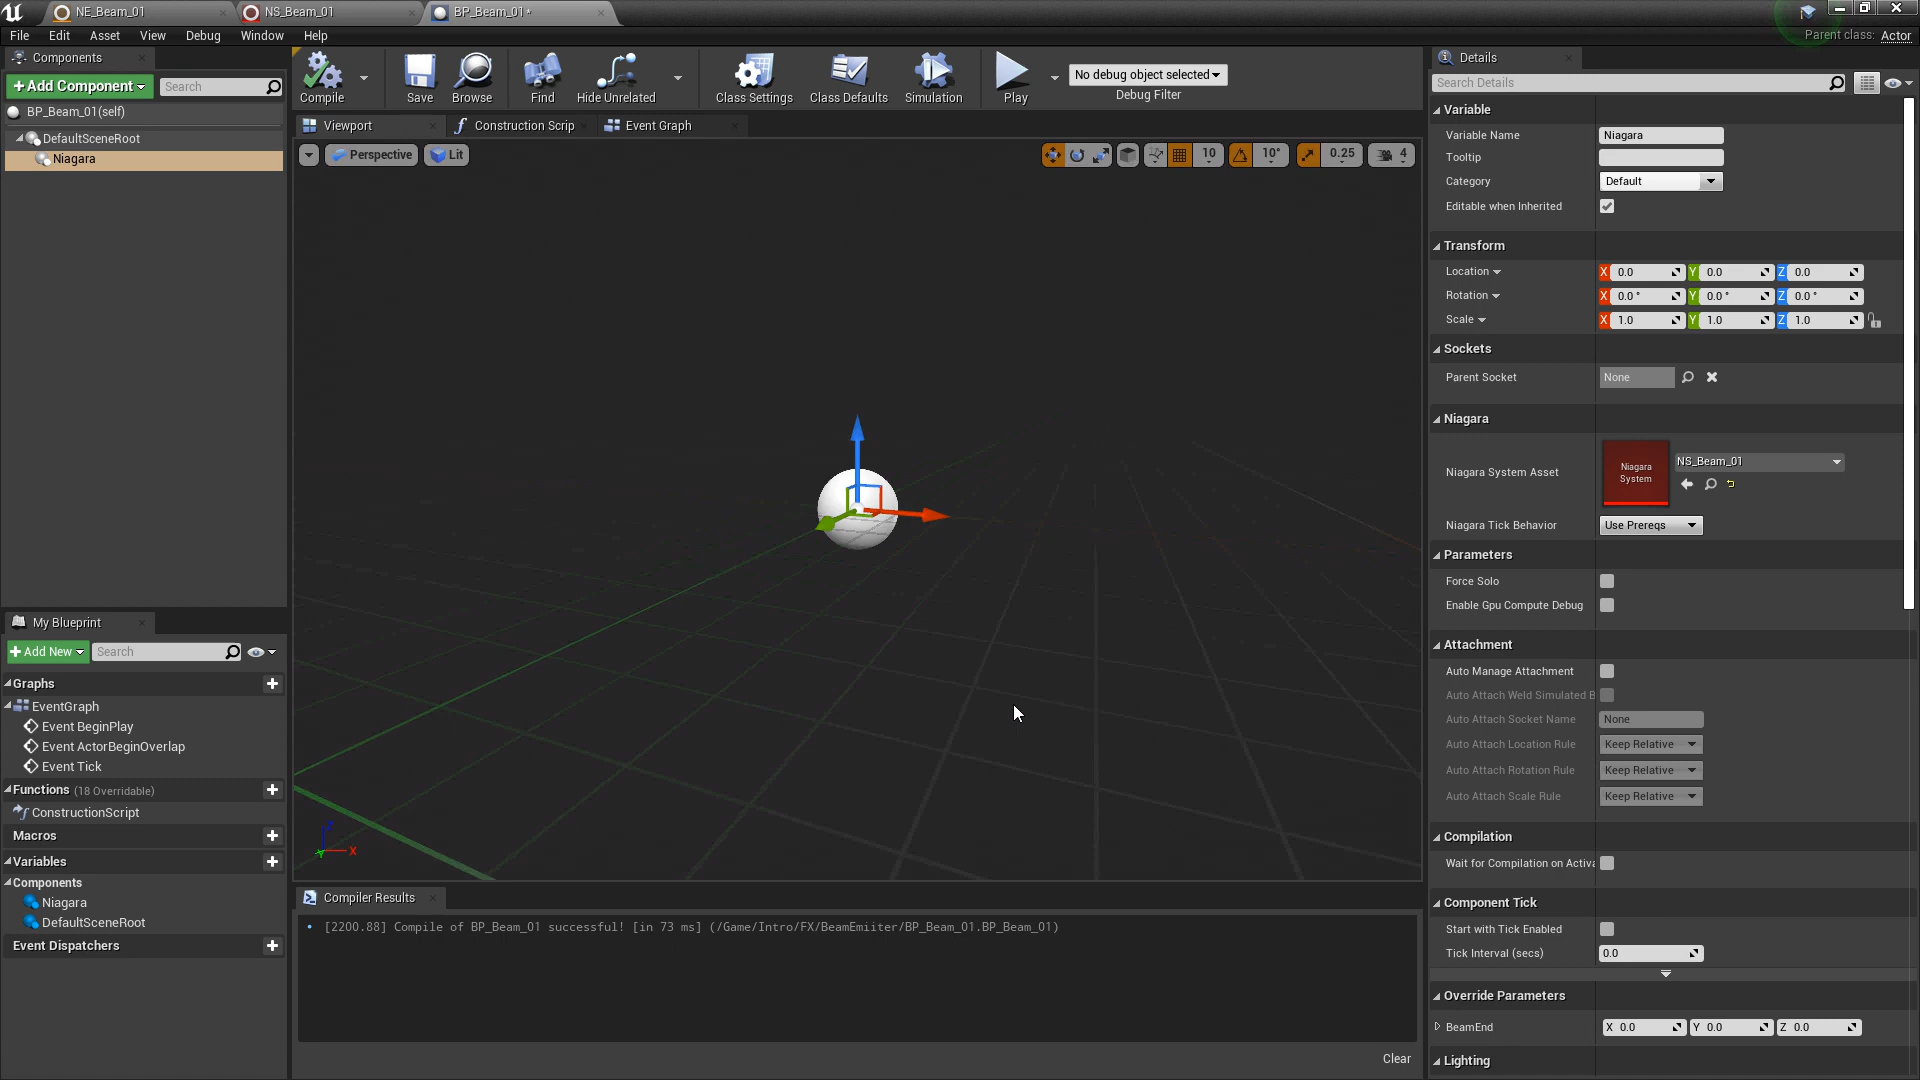 NE_Beam_01
NS_Beam_01
BP_Beam_01*
File Edit Asset View Debug Window Help
Parent class: Actor
Components
+Add Component
Search
BP_Beam_01(self)
DefaultSceneRoot
Niagara
Compile
Save
Browse
Find
Hide Unrelated
Class Settings
Class Defaults
Simulation
Play
No debug object selected
Debug Filter
Viewport
Construction Scrip
Event Graph
Perspective
Lit
10
10°
0.25
4
X
Compiler Results
• [2200.88] Compile of BP_Beam_01 successful! [in 73 ms] (/Game/Intro/FX/BeamEmiiter/BP_Beam_01.BP_Beam_01)
Clear
My Blueprint
+Add New
Search
Graphs
EventGraph
Event BeginPlay
Event ActorBeginOverlap
Event Tick
Functions (18 Overridable)
ConstructionScript
Macros
Variables
Components
Niagara
DefaultSceneRoot
Event Dispatchers
Details
Search Details
Variable
Variable Name Niagara
Tooltip
Category Default
Editable when Inherited
Transform
Location X 0.0 Y 0.0 Z 0.0
Rotation X 0.0 ° Y 0.0 ° Z 0.0 °
Scale X 1.0 Y 1.0 Z 1.0
Sockets
Parent Socket None
Niagara
Niagara System Asset
Niagara System
NS_Beam_01
Niagara Tick Behavior Use Prereqs
Parameters
Force Solo
Enable Gpu Compute Debug
Attachment
Auto Manage Attachment
Auto Attach Weld Simulated B
Auto Attach Socket Name None
Auto Attach Location Rule Keep Relative
Auto Attach Rotation Rule Keep Relative
Auto Attach Scale Rule Keep Relative
Compilation
Wait for Compilation on Activa
Component Tick
Start with Tick Enabled
Tick Interval (secs) 0.0
Override Parameters
BeamEnd X 0.0 Y 0.0 Z 0.0
Lighting